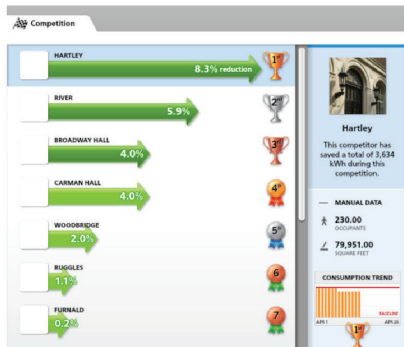 Competition
HARTLEY
8.3% reduction
1st
RIVER
5.9%
2nd
BROADWAY HALL
4.0%
3rd
CARMAN HALL
4.0%
4th
WOODBRIDGE
2.0%
5th
RUGGLES
1.1%
6
FURNALD
0.2%
7
Hartley
This competitor has
saved a total of 3,634
kWh during this
competition.
MANUAL DATA
230.00
OCCUPANTS
79,951.00
SQUARE FEET
CONSUMPTION TREND
BASELINE
APR 1